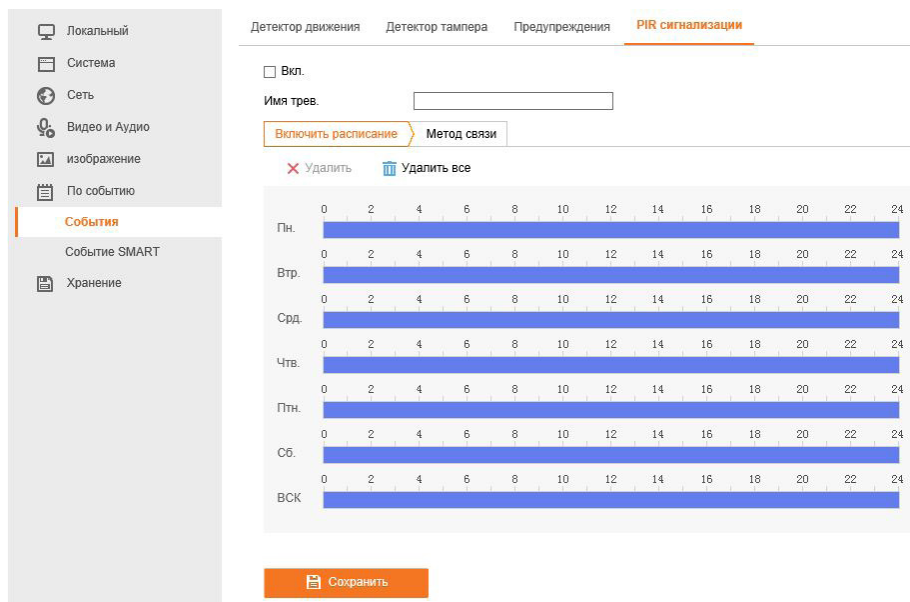 Локальный
Система
Сеть
Видео и Аудио
изображение
По событию
События
Событие SMART
Хранение
Детектор движения Детектор тампера Предупреждения PIR сигнализации
Вкл.
Имя трев.
Включить расписание Метод связи
Удалить Удалить все
0 2 4 6 8 10 12 14 16 18 20 22 24
Пн.
0 2 4 6 8 10 12 14 16 18 20 22 24
Втр.
0 2 4 6 8 10 12 14 16 18 20 22 24
Срд.
0 2 4 6 8 10 12 14 16 18 20 22 24
Чтв.
0 2 4 6 8 10 12 14 16 18 20 22 24
Птн.
0 2 4 6 8 10 12 14 16 18 20 22 24
Сб.
0 2 4 6 8 10 12 14 16 18 20 22 24
ВСК
Сохранить